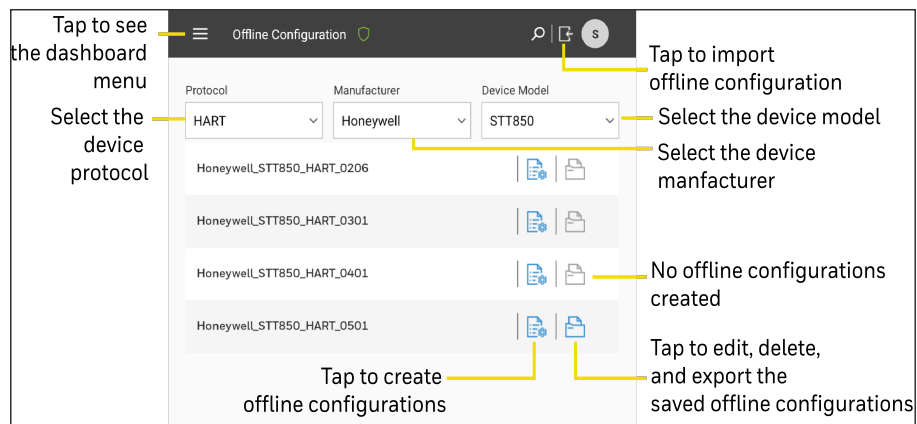 Tap to see
the dashboard
menu
Offline Configuration
S
Tap to import
offline configuration
Protocol
Manufacturer
Device Model
Select the
device
protocol
HART
Honeywell
STT850
Select the device model
Select the device
manfacturer
Honeywell_STT850_HART_0206
Honeywell_STT850_HART_0301
Honeywell_STT850_HART_0401
No offline configurations
created
Honeywell_STT850_HART_0501
Tap to create
offline configurations
Tap to edit, delete,
and export the
saved offline configurations